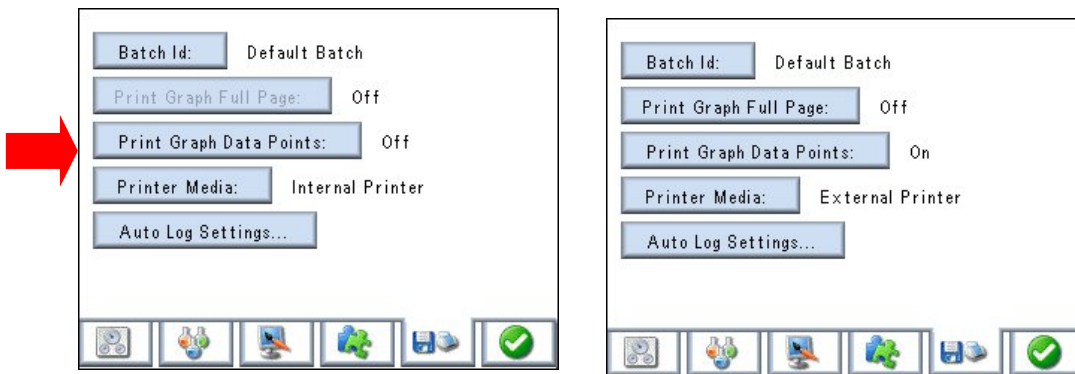 Batch Id: Default Batch
Print Graph Full Page: Off
Print Graph Data Points: Off
Printer Media: Internal Printer
Auto Log Settings...
Batch Id: Default Batch
Print Graph Full Page: Off
Print Graph Data Points: On
Printer Media: External Printer
Auto Log Settings...